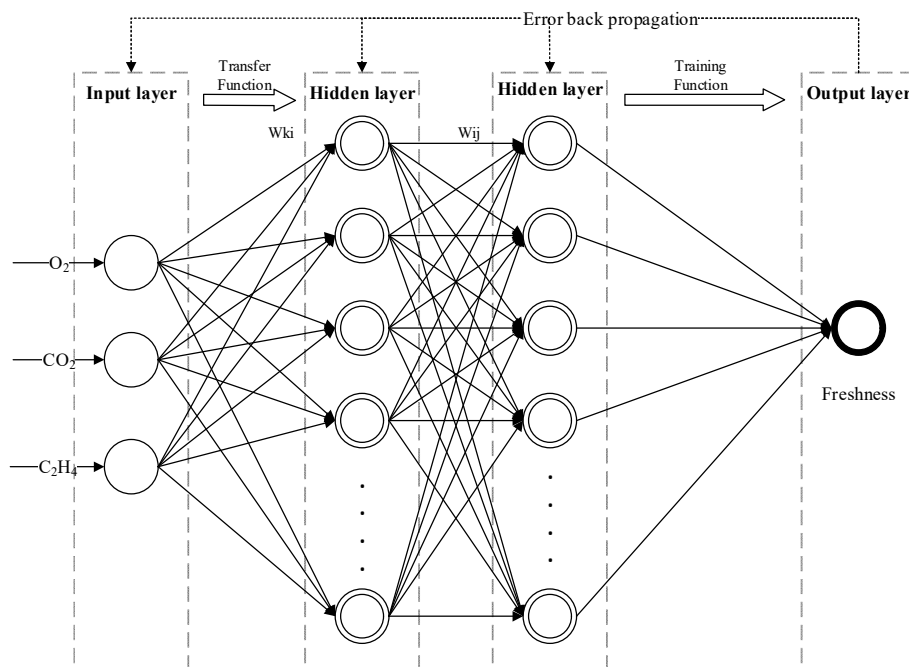 Error back propagation
Transfer
Function
Training
Function
Input layer
Hidden layer
Hidden layer
Output layer
Wki
Wij
O₂
CO₂
C₂H₄
Freshness